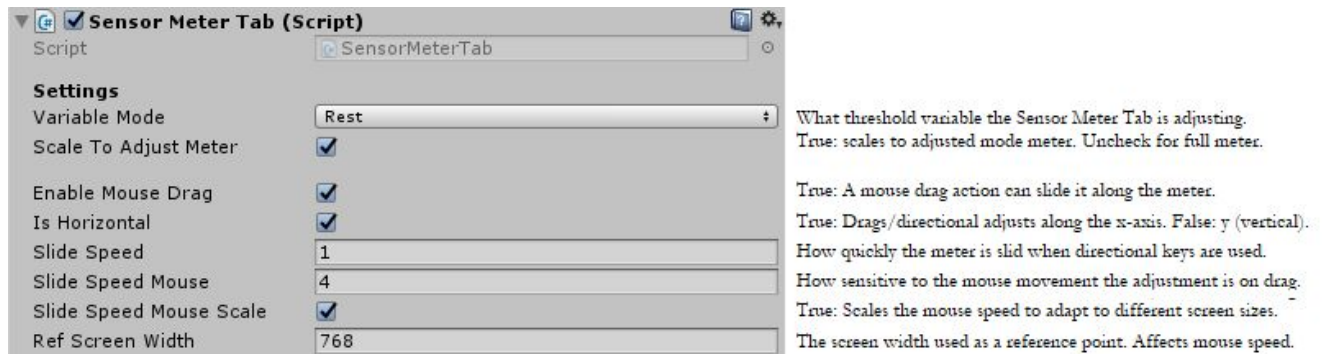 Sensor Meter Tab (Script)
Script SensorMeterTab
Settings
Variable Mode Rest What threshold variable the Sensor Meter Tab is adjusting.
Scale To Adjust Meter True: scales to adjusted mode meter. Uncheck for full meter.
Enable Mouse Drag True: A mouse drag action can slide it along the meter.
Is Horizontal True: Drags/directional adjusts along the x-axis. False: y (vertical).
Slide Speed 1 How quickly the meter is slid when directional keys are used.
Slide Speed Mouse 4 How sensitive to the mouse movement the adjustment is on drag.
Slide Speed Mouse Scale True: Scales the mouse speed to adapt to different screen sizes.
Ref Screen Width 768 The screen width used as a reference point. Affects mouse speed.